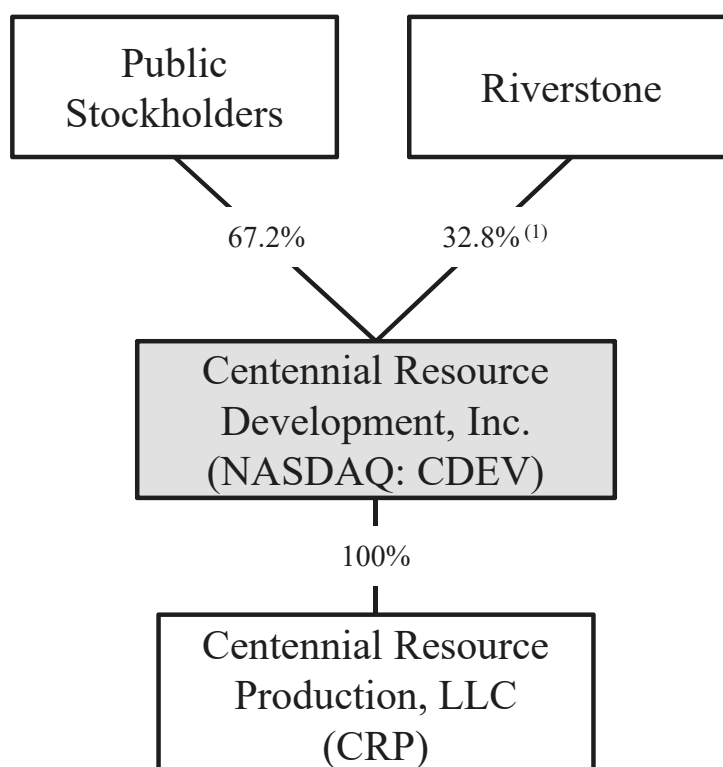 Public
Stockholders
Riverstone
67.2%
32.8% (1)
Centennial Resource
Development, Inc.
(NASDAQ: CDEV)
100%
Centennial Resource
Production, LLC
(CRP)